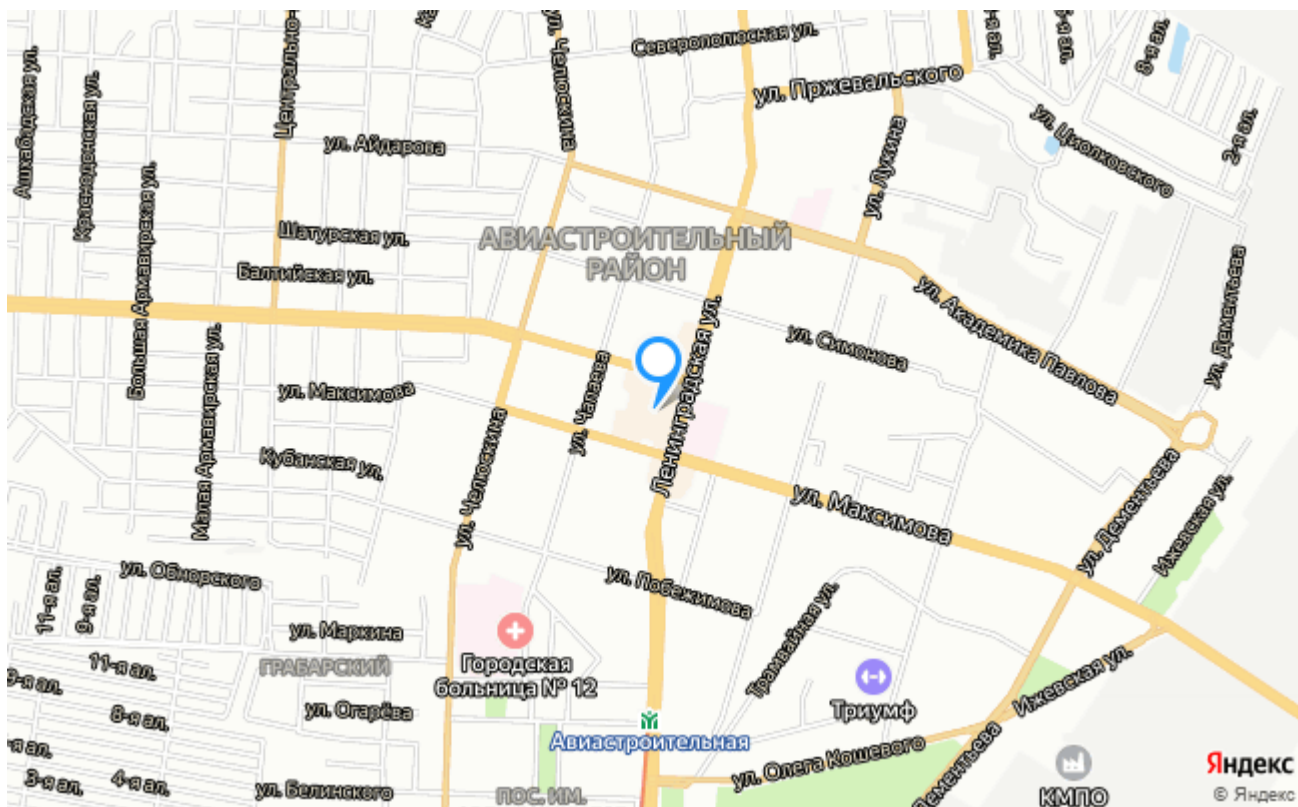 Северополюсная ул.
8-я ал.
ул. Пржевальского
Центрально-
ул. Челюскина
Ашхабадская ул.
Краснодонская ул.
ул. Циолковского
2-я ал.
ул. Айдарова
ул. Лукина
Большая Армавирская ул.
Шатурская ул.
АВИАСТРОИТЕЛЬНЫЙ
РАЙОН
Балтийская ул.
ул. Дементьева
ул. Академика Павлова
Ленинградская ул.
ул. Симонова
Малая Армавирская ул.
ул. Максимова
ул. Чапаева
Кубанская ул.
ул. Челюскина
ул. Максимова
ул. Дементьева
Ижевская ул.
ул. Обнорского
ул. Побежимова
11-я ал.
9-я ал.
Трамвайная ул.
ул. Маркина
11-я ал.
ГРАБАРСКИЙ
Городская
больница № 12
Ижевская ул.
8-я ал.
ул. Огарёва
Триумф
Авиастроительная
ул. Олега Кошевого
Дементьева
3-я ал.
4-я ал.
ул. Белинского
ПОС. ИМ.
КМПО
Яндекс
© Яндекс